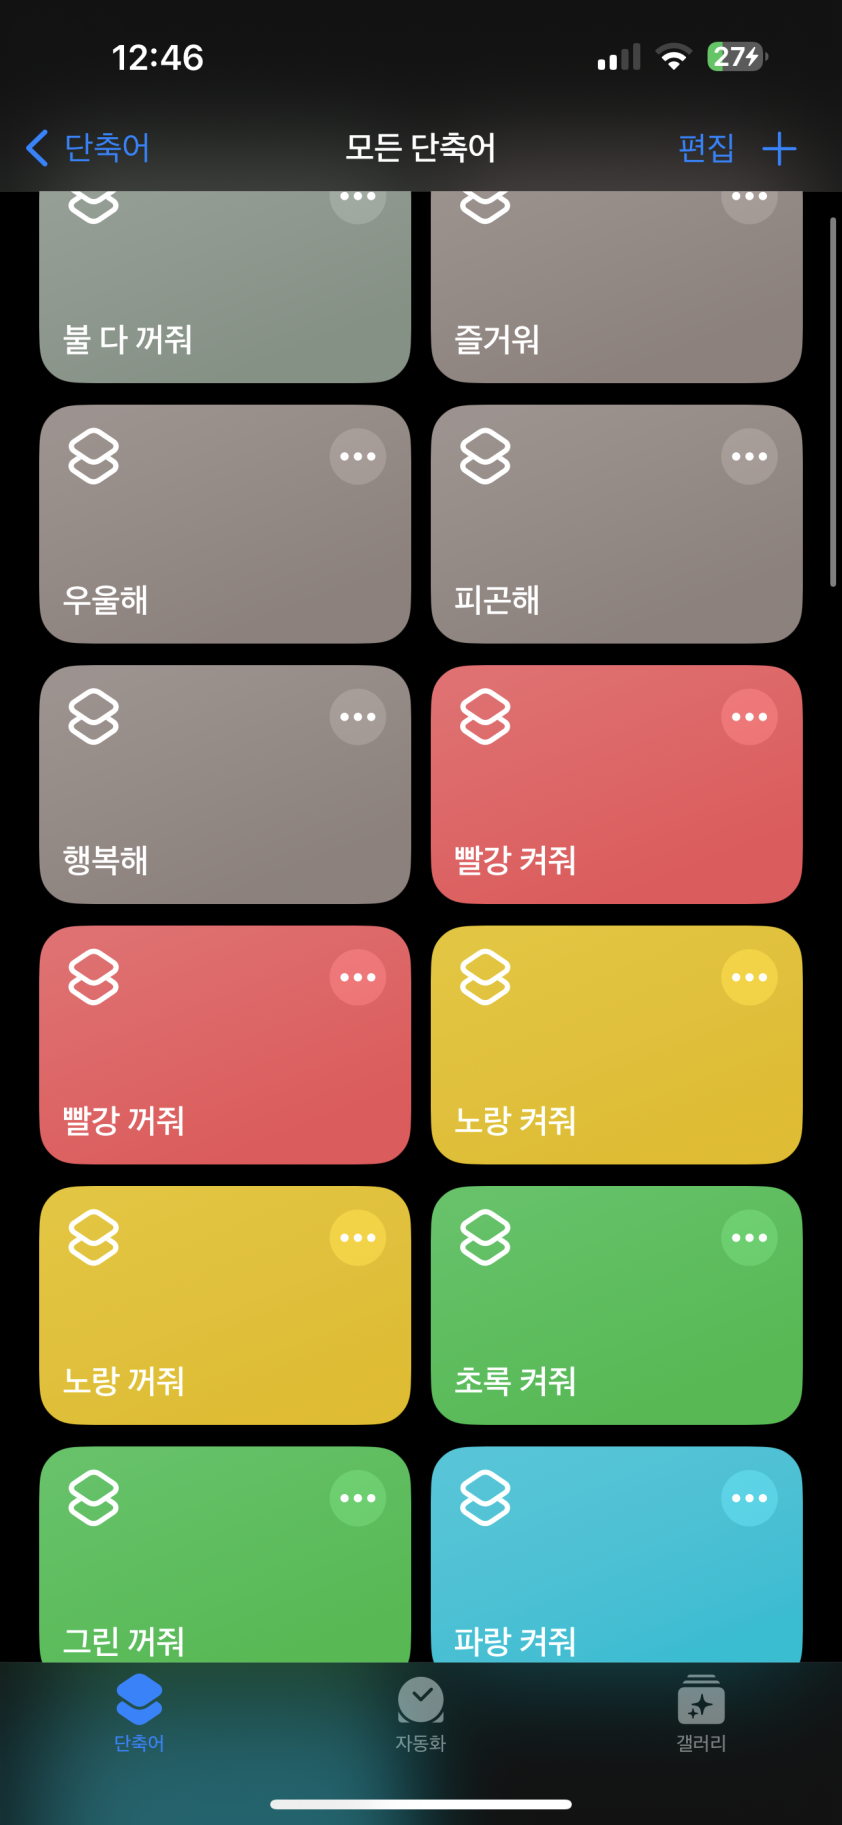 12:46
27
단축어
모든 단축어
편집
불 다 꺼줘
즐거워
우울해
피곤해
행복해
빨강 켜줘
빨강 꺼줘
노랑 켜줘
노랑 꺼줘
초록 켜줘
그린 꺼줘
파랑 켜줘
단축어
자동화
갤러리